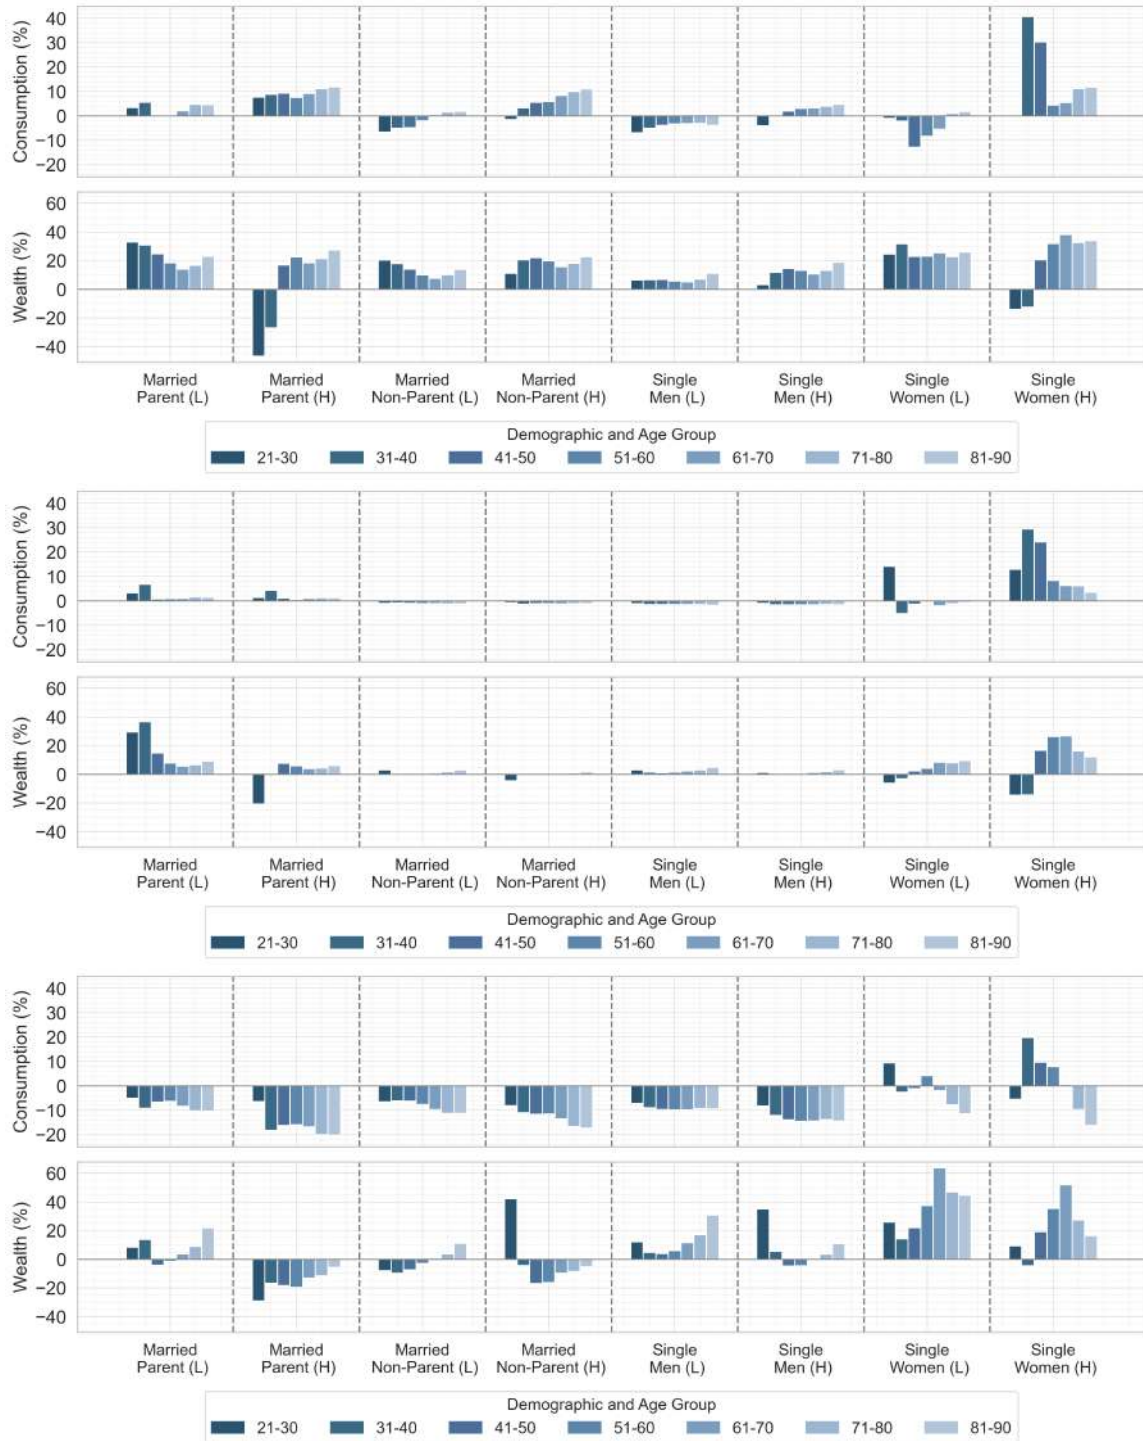 Consumption (%)
40
30
20
10
0
−10
−20
Wealth (%)
60
40
20
0
−20
−40
Married Parent (L)
Married Parent (H)
Married Non-Parent (L)
Married Non-Parent (H)
Single Men (L)
Single Men (H)
Single Women (L)
Single Women (H)
Demographic and Age Group
21-30 31-40 41-50 51-60 61-70 71-80 81-90
Consumption (%)
40
30
20
10
0
−10
−20
Wealth (%)
60
40
20
0
−20
−40
Married Parent (L)
Married Parent (H)
Married Non-Parent (L)
Married Non-Parent (H)
Single Men (L)
Single Men (H)
Single Women (L)
Single Women (H)
Demographic and Age Group
21-30 31-40 41-50 51-60 61-70 71-80 81-90
Consumption (%)
40
30
20
10
0
−10
−20
Wealth (%)
60
40
20
0
−20
−40
Married Parent (L)
Married Parent (H)
Married Non-Parent (L)
Married Non-Parent (H)
Single Men (L)
Single Men (H)
Single Women (L)
Single Women (H)
Demographic and Age Group
21-30 31-40 41-50 51-60 61-70 71-80 81-90